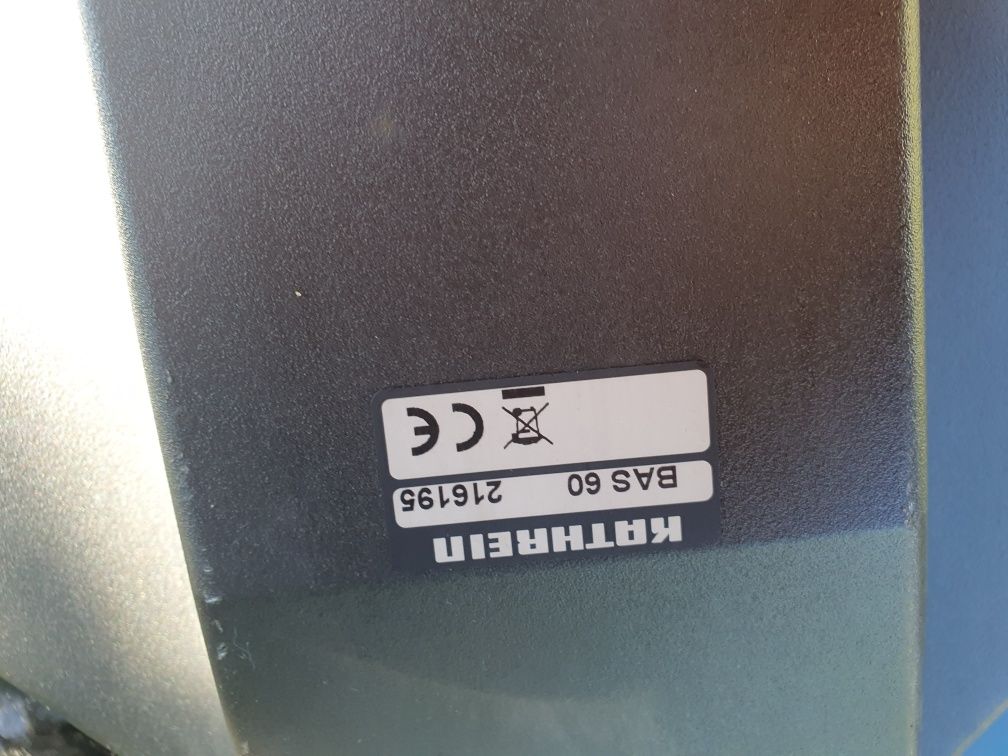 KATHREIN
BAS 60 216195
CE